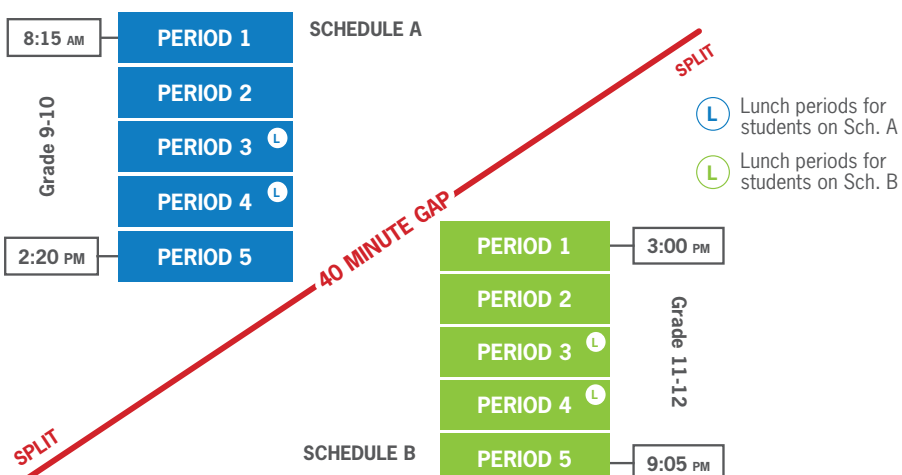 SCHEDULE A
8:15 AM
PERIOD 1
PERIOD 2
PERIOD 3 L
PERIOD 4 L
PERIOD 5
Grade 9-10
2:20 PM
SPLIT
40 MINUTE GAP
SPLIT
L Lunch periods for
students on Sch. A
L Lunch periods for
students on Sch. B
PERIOD 1
3:00 PM
PERIOD 2
PERIOD 3 L
PERIOD 4 L
PERIOD 5
Grade 11-12
SCHEDULE B
9:05 PM